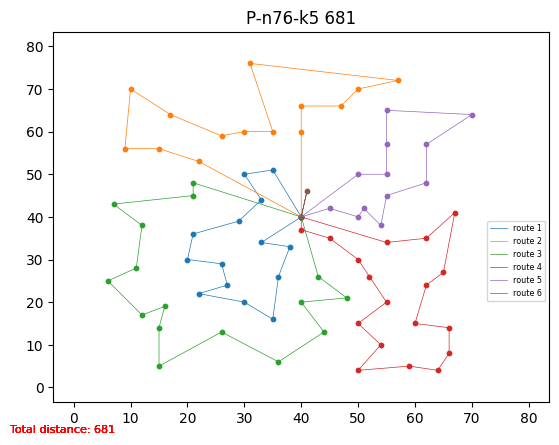 P-n76-k5 681
80
70
60
50
40
30
20
10
0
0 10 20 30 40 50 60 70 80
route 1
route 2
route 3
route 4
route 5
route 6
Total distance: 681